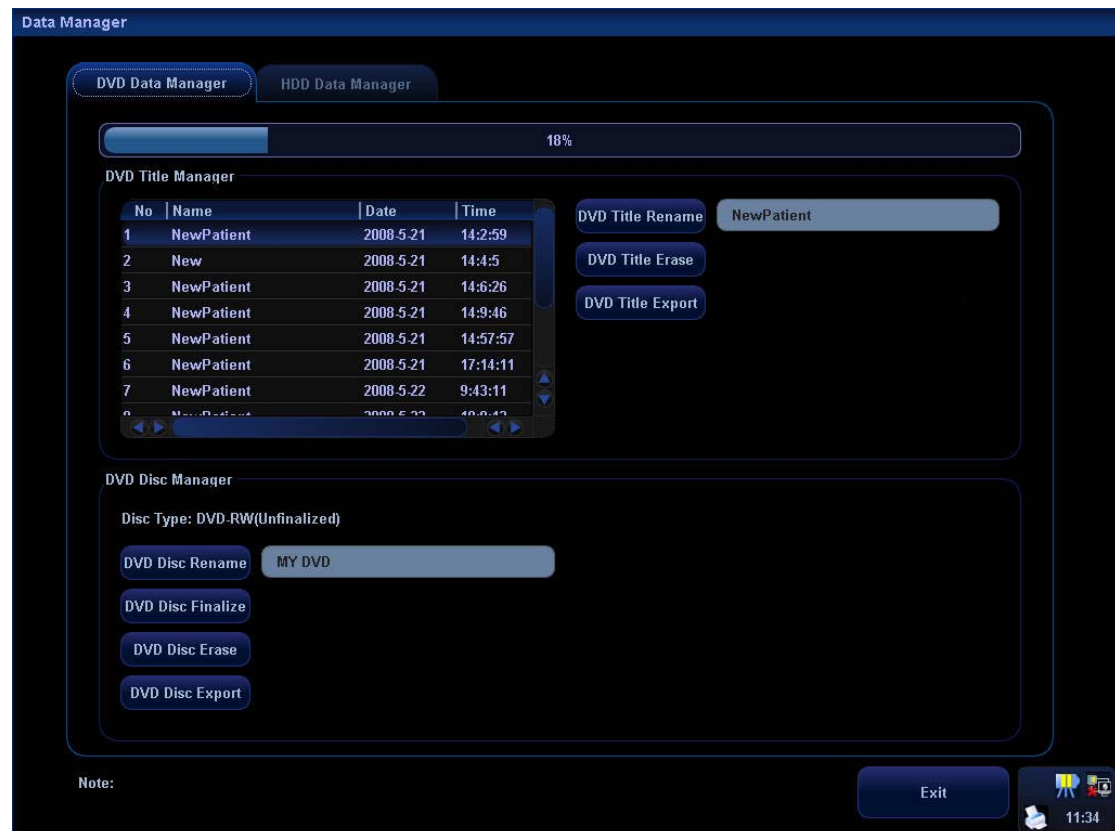 Data Manager
DVD Data Manager HDD Data Manager
18%
DVD Title Manager
No Name Date Time
1 NewPatient 2008-5-21 14:2:59
2 New 2008-5-21 14:4:5
3 NewPatient 2008-5-21 14:6:26
4 NewPatient 2008-5-21 14:9:46
5 NewPatient 2008-5-21 14:57:57
6 NewPatient 2008-5-21 17:14:11
7 NewPatient 2008-5-22 9:43:11
DVD Title Rename NewPatient
DVD Title Erase
DVD Title Export
DVD Disc Manager
Disc Type: DVD-RW(Unfinalized)
DVD Disc Rename MY DVD
DVD Disc Finalize
DVD Disc Erase
DVD Disc Export
Note:
Exit
11:34